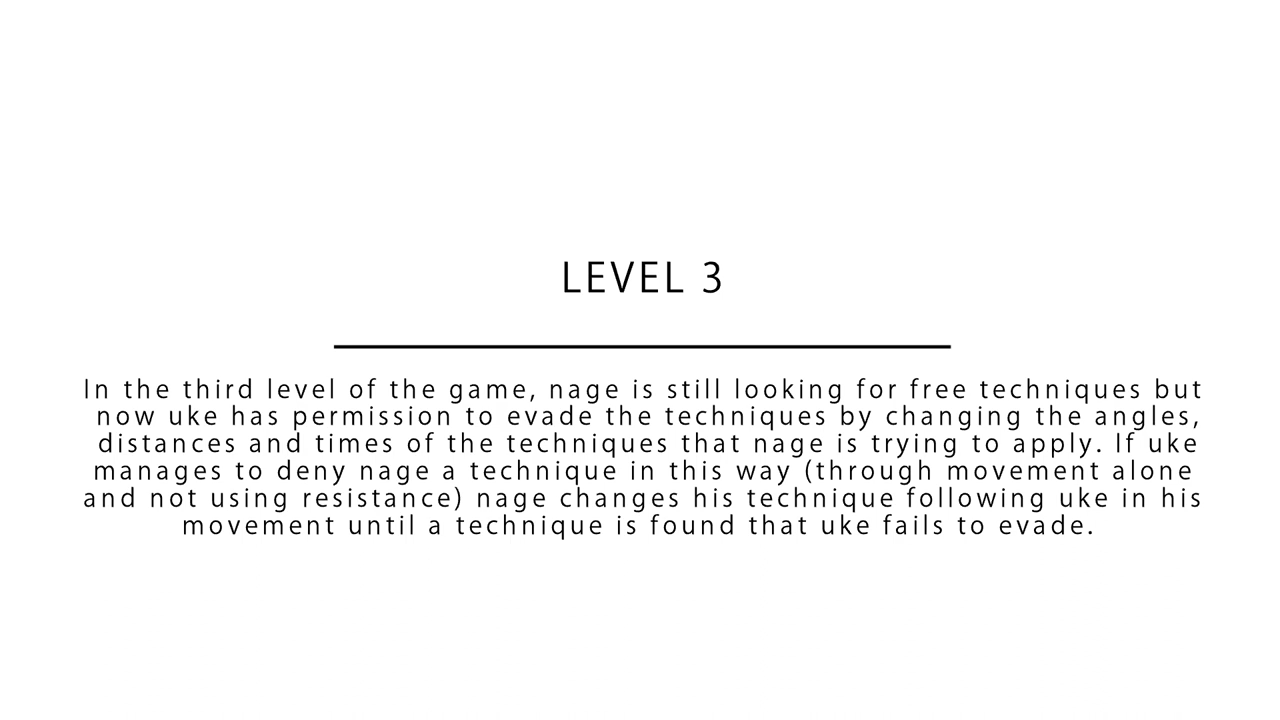 LEVEL 3
In the third level of the game, nage is still looking for free techniques but
now uke has permission to evade the techniques by changing the angles,
distances and times of the techniques that nage is trying to apply. If uke
manages to deny nage a technique in this way (through movement alone
and not using resistance) nage changes his technique following uke in his
movement until a technique is found that uke fails to evade.